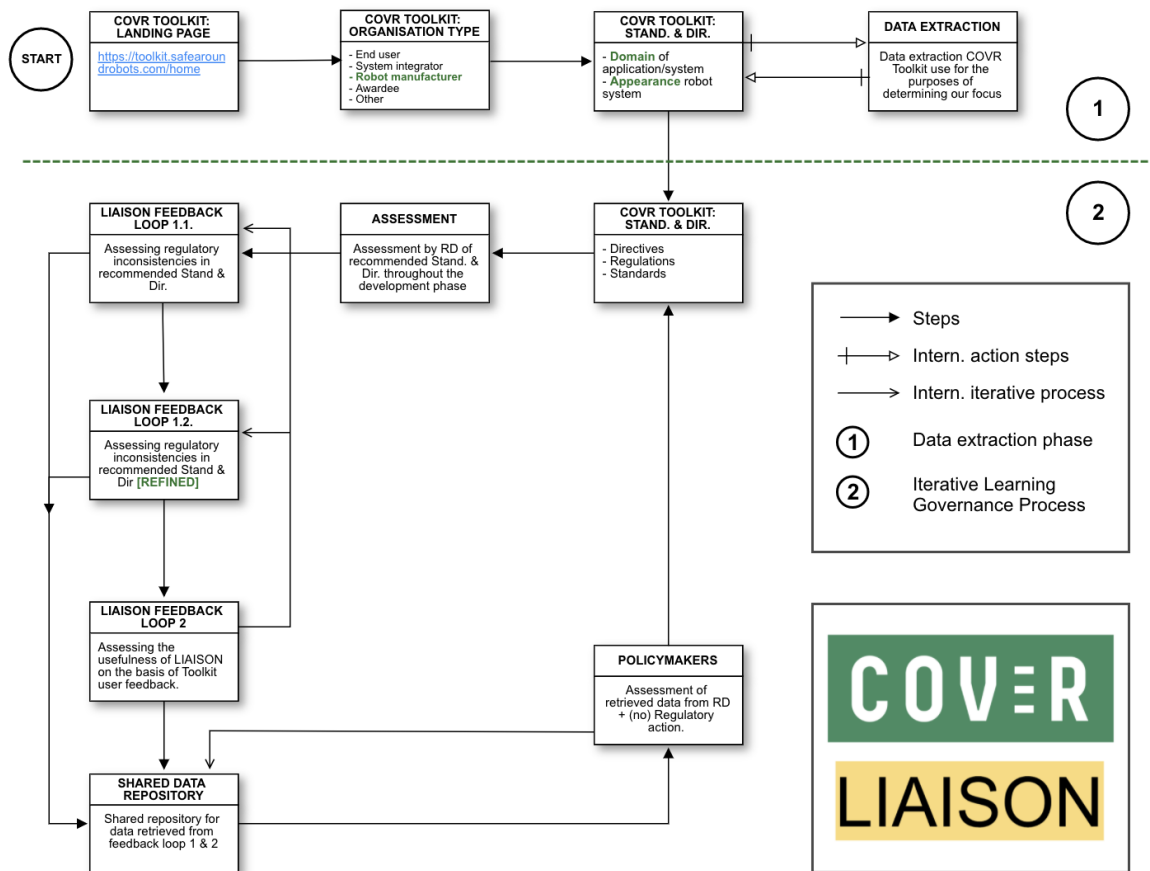 START
COVR TOOLKIT:
LANDING PAGE
https://toolkit.safearoun
drobots.com/home
COVR TOOLKIT:
ORGANISATION TYPE
- End user
- System integrator
- Robot manufacturer
- Awardee
- Other
COVR TOOLKIT:
STAND. & DIR.
- Domain of
application/system
- Appearance robot
system
DATA EXTRACTION
Data extraction COVR
Toolkit use for the
purposes of
determining our focus
1
2
LIAISON FEEDBACK
LOOP 1.1.
Assessing regulatory
inconsistencies in
recommended Stand &
Dir.
ASSESSMENT
Assessment by RD of
recommended Stand. &
Dir. throughout the
development phase
COVR TOOLKIT:
STAND. & DIR.
- Directives
- Regulations
- Standards
Steps
Intern. action steps
Intern. iterative process
1 Data extraction phase
2 Iterative Learning
Governance Process
LIAISON FEEDBACK
LOOP 1.2.
Assessing regulatory
inconsistencies in
recommended Stand &
Dir [REFINED]
LIAISON FEEDBACK
LOOP 2
Assessing the
usefulness of LIAISON
on the basis of Toolkit
user feedback.
POLICYMAKERS
Assessment of
retrieved data from RD
+ (no) Regulatory
action.
SHARED DATA
REPOSITORY
Shared repository for
data retrieved from
feedback loop 1 & 2
COVER
LIAISON